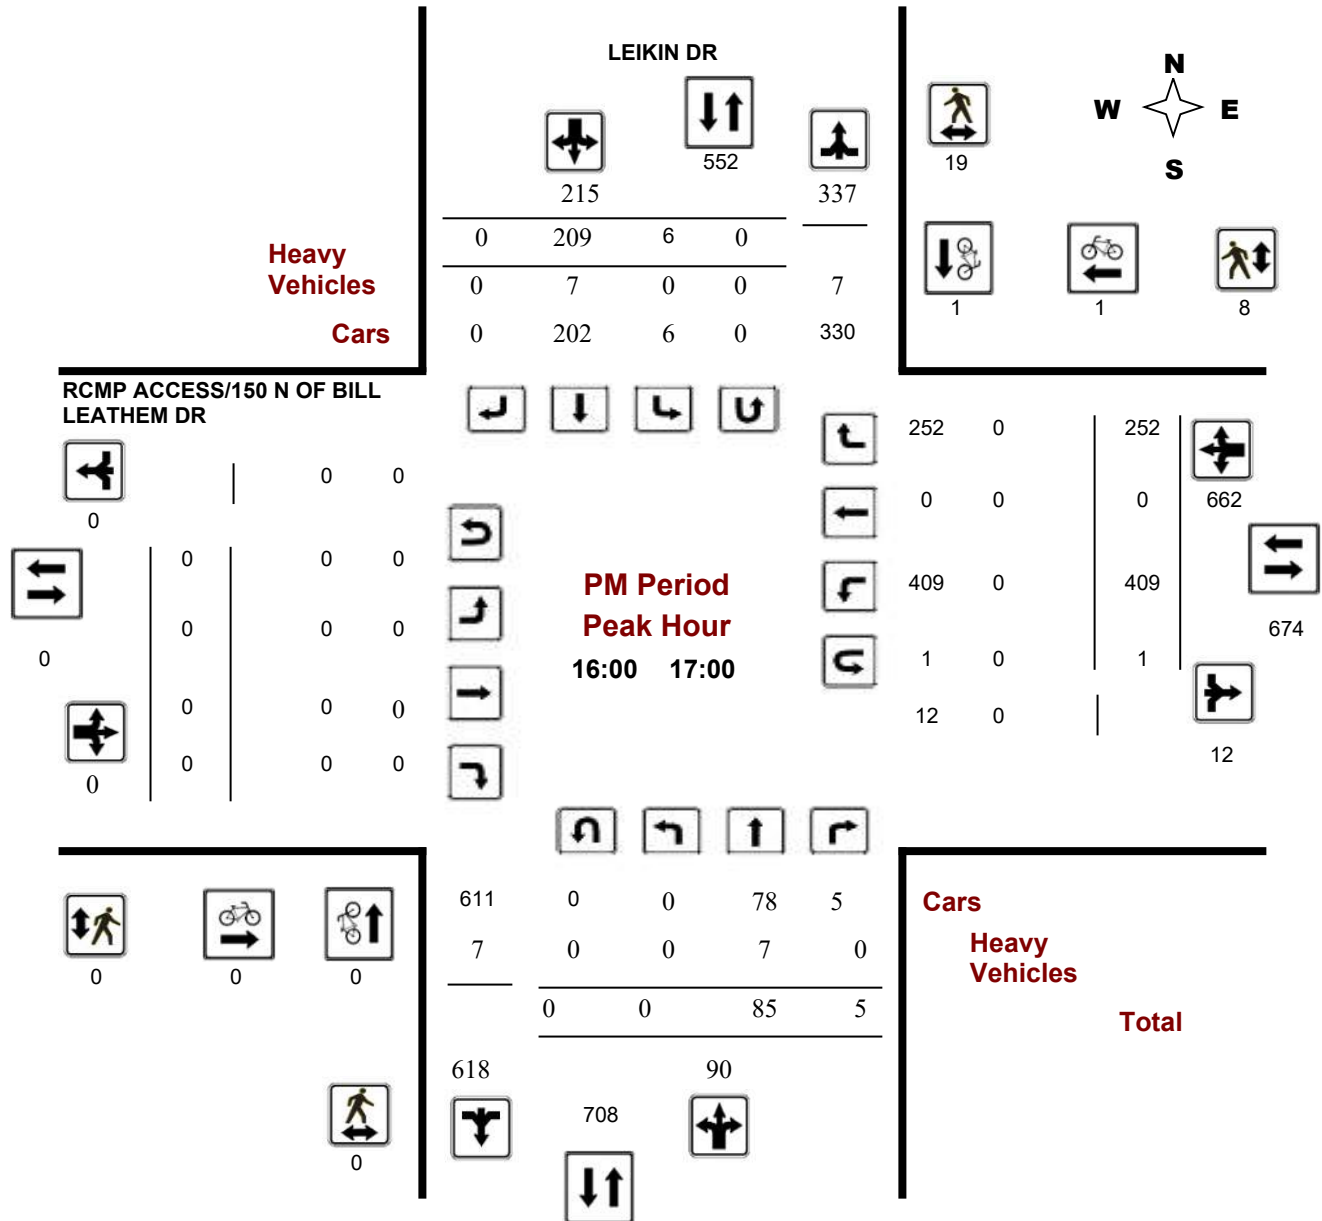 LEIKIN DR
N
W E
S
552
19
215 337
0 209 6 0
Heavy
Vehicles
0 7 0 0 7
1 1 8
Cars
0 202 6 0 330
RCMP ACCESS/150 N OF BILL
LEATHEM DR
252 0 252
0 0
0
0 0 0 662
0 0 0
PM Period
409 0 409
Peak Hour
0 0 0
674
0
16:00 17:00
1 0 1
0 0 0
12 0
0 0 0
12
0
611 0 0 78 5
Cars
7 0 0 7 0
Heavy
Vehicles
0 0 0
0 0 85 5
Total
618 90
708
0